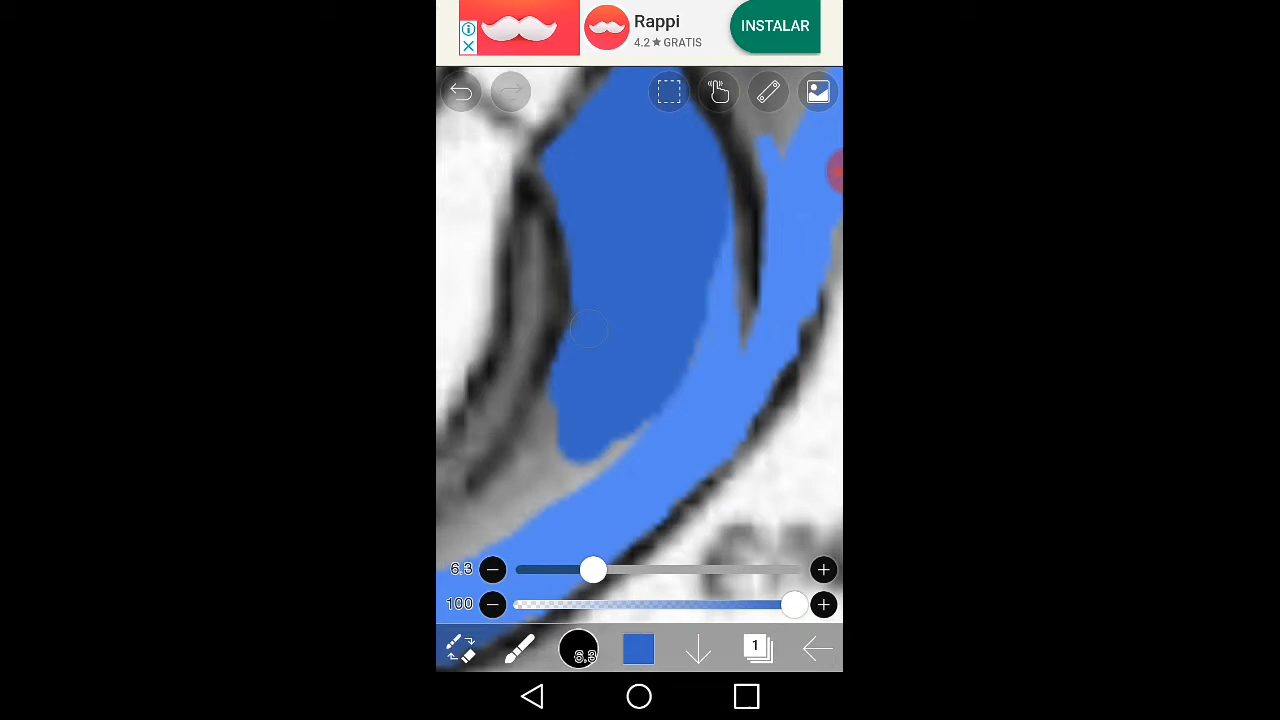 Rappi
4.2★GRATIS
INSTALAR
6.3
100
6.3
1